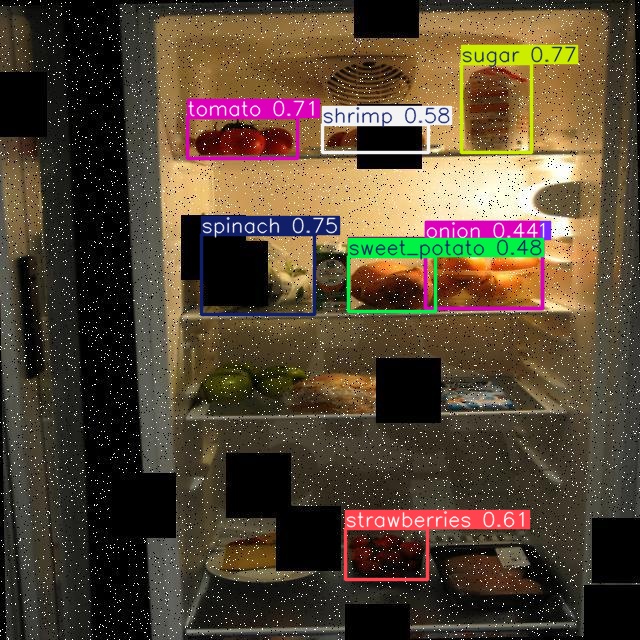 sugar 0.77
tomato 0.71
shrimp 0.58
spinach 0.75
onion 0.441
sweet_potato 0.48
strawberries 0.61